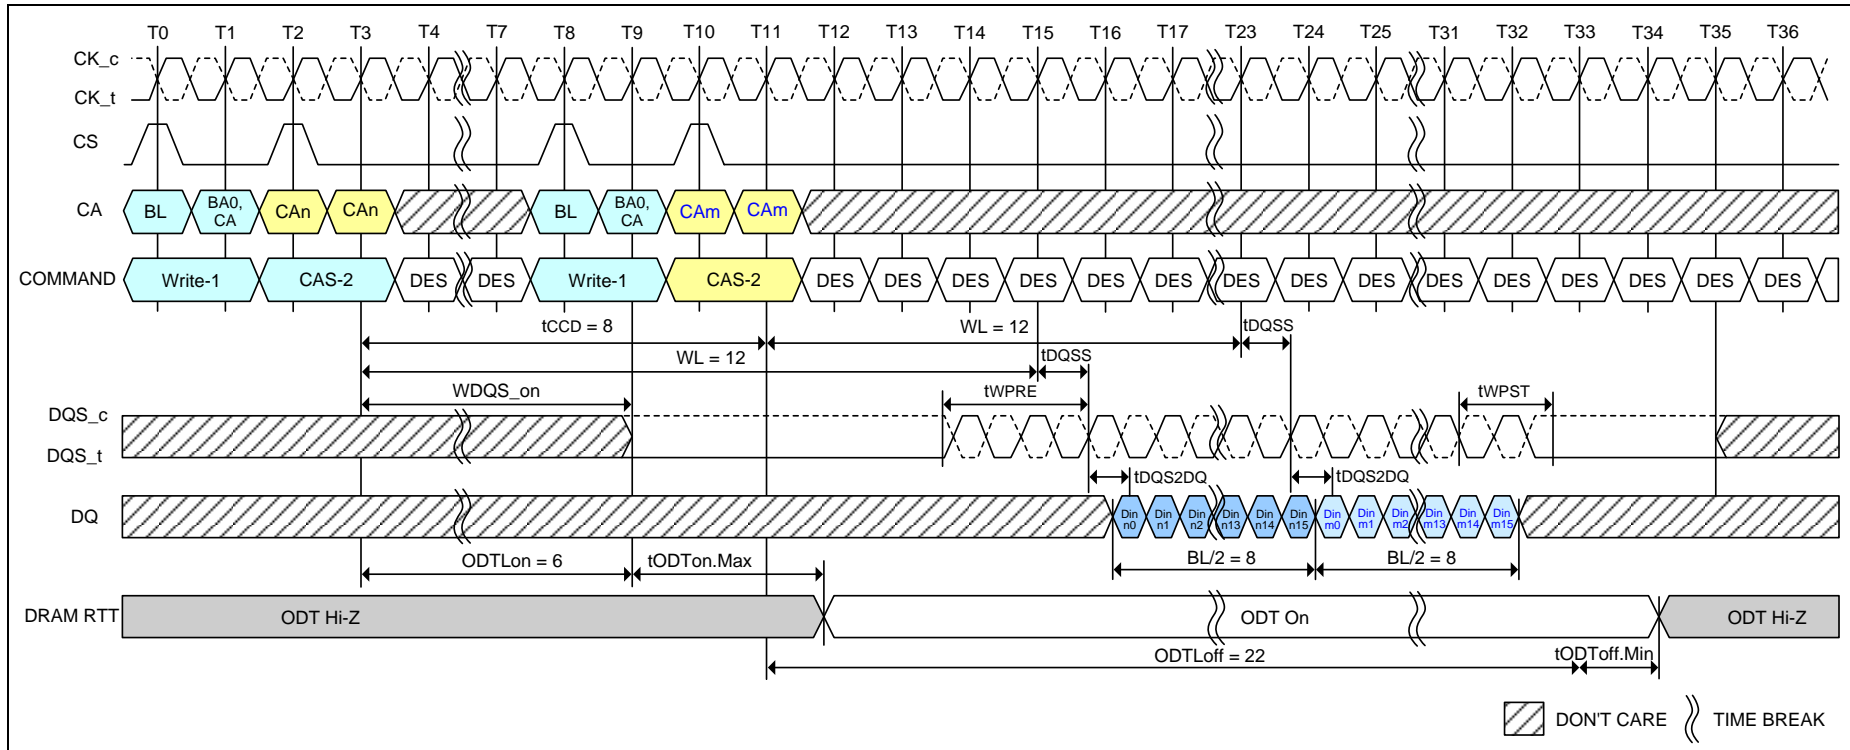 T0 T1 T2 T3 T4 T7 T8 T9 T10 T11 T12 T13 T14 T15 T16 T17 T23 T24 T25 T31 T32 T33 T34 T35 T36
CK_c
CK_t
CS
CA BL BA0, CA CAn CAn BL BA0, CA CAm CAm
COMMAND Write-1 CAS-2 DES DES Write-1 CAS-2 DES DES DES DES DES DES DES DES DES DES DES DES DES DES DES
tCCD = 8 WL = 12 tDQSS
WL = 12 tDQSS
WDQS_on tWPRE tWPST
DQS_c
DQS_t
tDQS2DQ tDQS2DQ
DQ Din n0 Din n1 Din n2 Din n13 Din n14 Din n15 Din m0 Din m1 Din m2 Din m13 Din m14 Din m15
ODTLon = 6 tODTon.Max BL/2 = 8 BL/2 = 8
DRAM RTT ODT Hi-Z ODT On ODT Hi-Z
ODTLoff = 22 tODToff.Min
DON'T CARE TIME BREAK